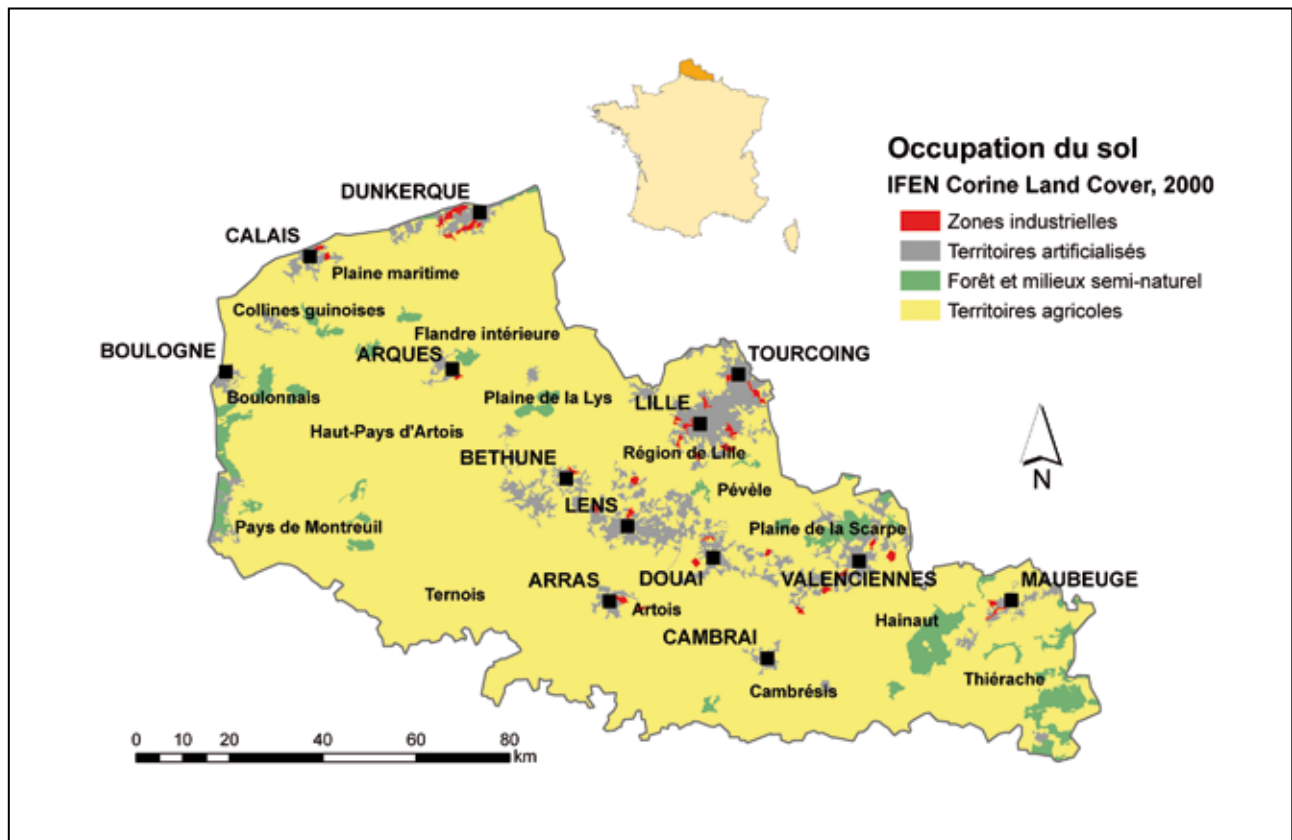 Occupation du sol
IFEN Corine Land Cover, 2000
Zones industrielles
Territoires artificialisés
Forêt et milieux semi-naturel
Territoires agricoles
DUNKERQUE
CALAIS
Plaine maritime
Collines guinoises
Flandre intérieure
BOULOGNE
ARQUES
TOURCOING
Boulonnais
Plaine de la Lys
LILLE
Haut-Pays d'Artois
Région de Lille
BETHUNE
Pévèle
LENS
Pays de Montreuil
Plaine de la Scarpe
DOUAI
VALENCIENNES
MAUBEUGE
ARRAS
Ternois
Artois
Hainaut
CAMBRAI
Thiérache
Cambrésis
N
0 10 20 40 60 80
km